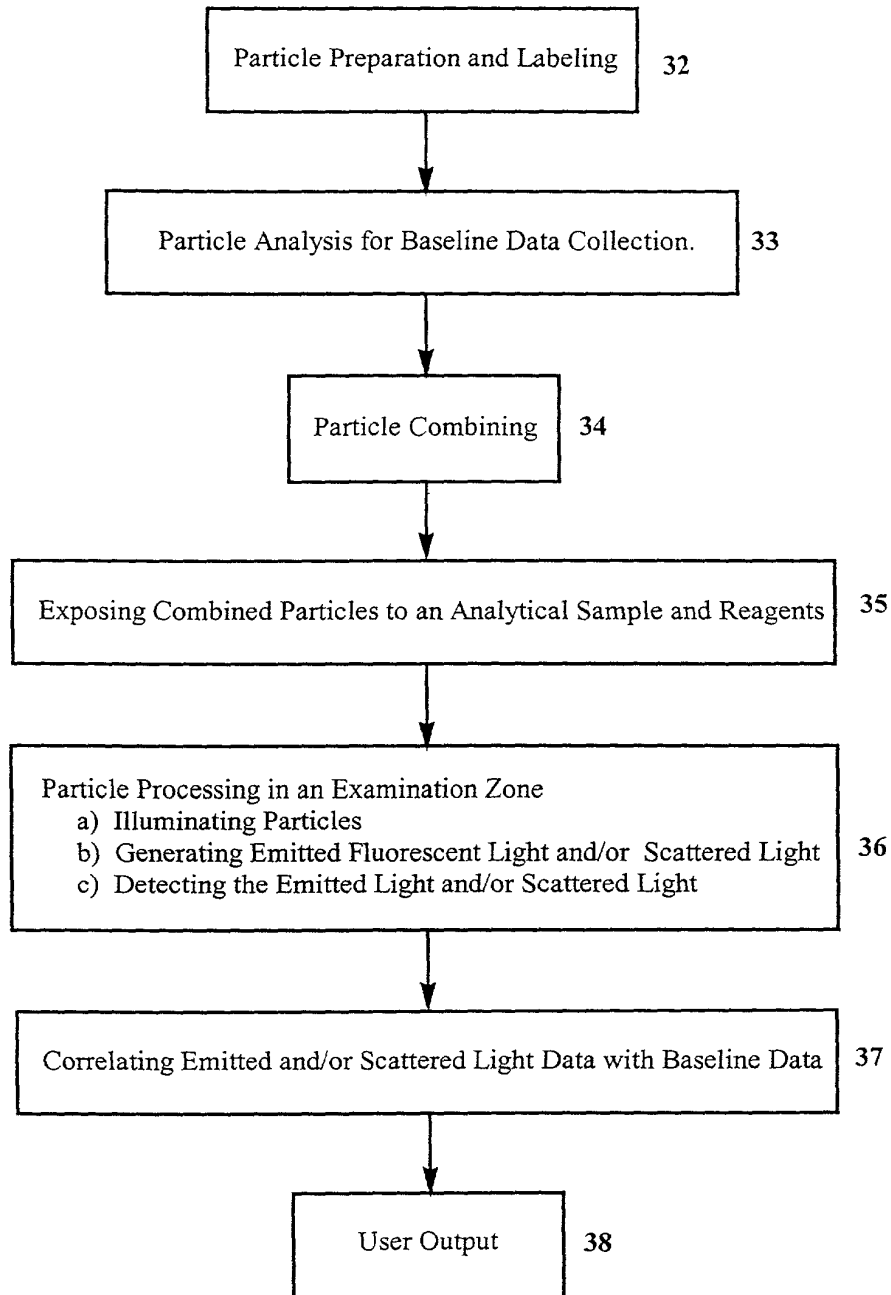 Particle Preparation and Labeling 32
Particle Analysis for Baseline Data Collection. 33
Particle Combining 34
Exposing Combined Particles to an Analytical Sample and Reagents 35
Particle Processing in an Examination Zone
a) Illuminating Particles
b) Generating Emitted Fluorescent Light and/or Scattered Light 36
c) Detecting the Emitted Light and/or Scattered Light
Correlating Emitted and/or Scattered Light Data with Baseline Data 37
User Output 38